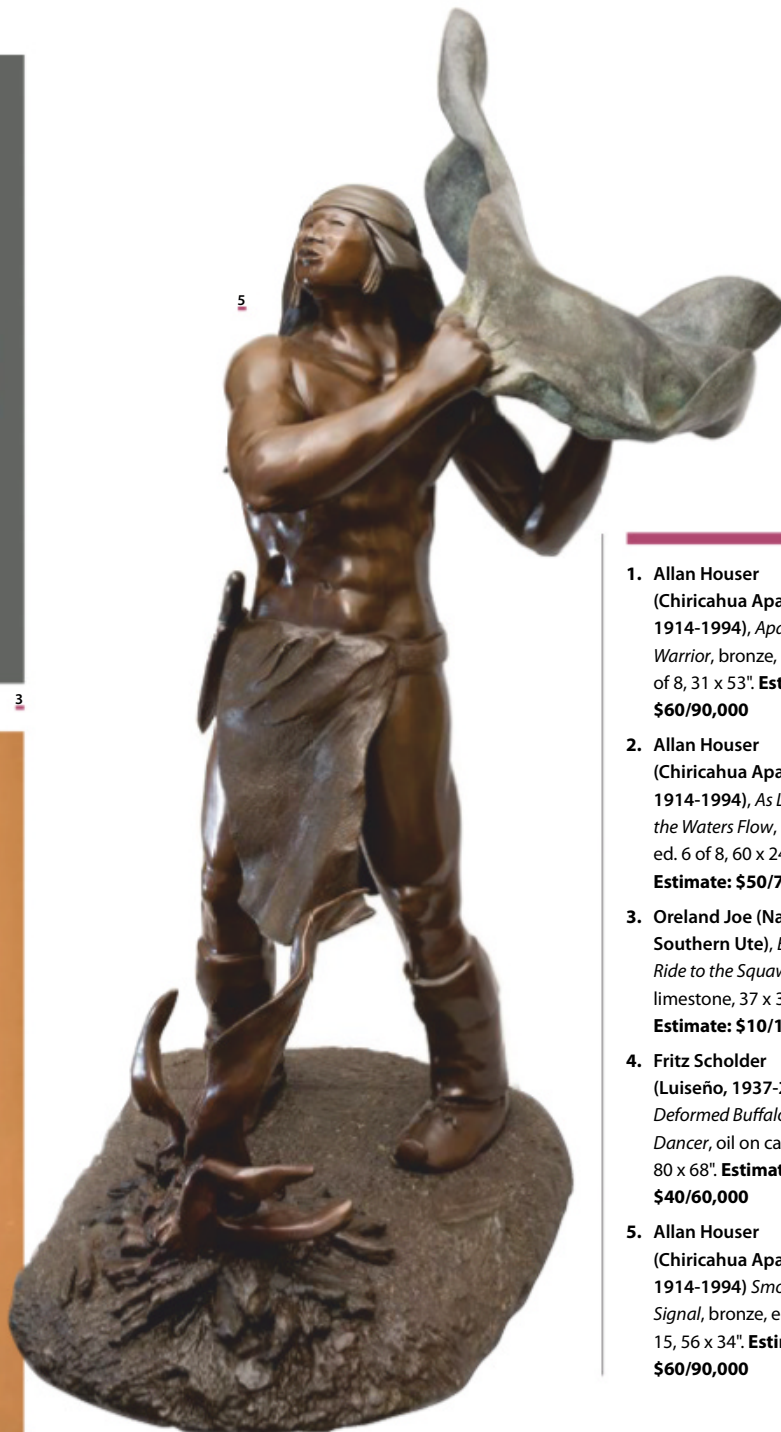 5
3
1. Allan Houser
(Chiricahua Apa
1914-1994), Apa
Warrior, bronze,
of 8, 31 x 53". Est
$60/90,000
2. Allan Houser
(Chiricahua Apa
1914-1994), As L
the Waters Flow,
ed. 6 of 8, 60 x 24
Estimate: $50/7
3. Oreland Joe (Na
Southern Ute),
Ride to the Squaw
limestone, 37 x 3
Estimate: $10/1
4. Fritz Scholder
(Luiseño, 1937-2
Deformed Buffalo
Dancer, oil on ca
80 x 68". Estimat
$40/60,000
5. Allan Houser
(Chiricahua Apa
1914-1994) Smo
Signal, bronze, e
15, 56 x 34". Estin
$60/90,000